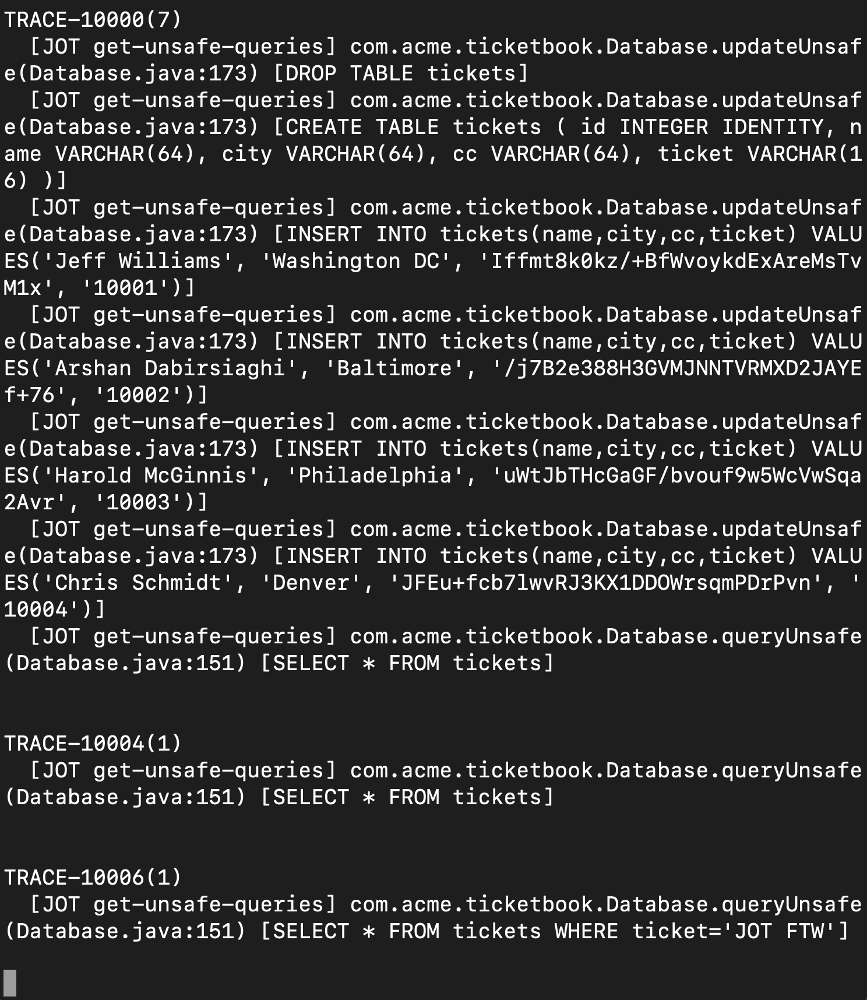 TRACE-10000(7)
  [JOT get-unsafe-queries] com.acme.ticketbook.Database.updateUnsaf
e(Database.java:173) [DROP TABLE tickets]
  [JOT get-unsafe-queries] com.acme.ticketbook.Database.updateUnsaf
e(Database.java:173) [CREATE TABLE tickets ( id INTEGER IDENTITY, n
ame VARCHAR(64), city VARCHAR(64), cc VARCHAR(64), ticket VARCHAR(1
6) )]
  [JOT get-unsafe-queries] com.acme.ticketbook.Database.updateUnsaf
e(Database.java:173) [INSERT INTO tickets(name,city,cc,ticket) VALU
ES('Jeff Williams', 'Washington DC', 'Iffmt8k0kz/+BfWvoykdExAreMsTv
M1x', '10001')]
  [JOT get-unsafe-queries] com.acme.ticketbook.Database.updateUnsaf
e(Database.java:173) [INSERT INTO tickets(name,city,cc,ticket) VALU
ES('Arshan Dabirsiaghi', 'Baltimore', '/j7B2e388H3GVMJNNTVRMXD2JAYE
f+76', '10002')]
  [JOT get-unsafe-queries] com.acme.ticketbook.Database.updateUnsaf
e(Database.java:173) [INSERT INTO tickets(name,city,cc,ticket) VALU
ES('Harold McGinnis', 'Philadelphia', 'uWtJbTHcGaGF/bvouf9w5WcVwSqa
2Avr', '10003')]
  [JOT get-unsafe-queries] com.acme.ticketbook.Database.updateUnsaf
e(Database.java:173) [INSERT INTO tickets(name,city,cc,ticket) VALU
ES('Chris Schmidt', 'Denver', 'JFEu+fcb7lwvRJ3KX1DDOWrsqmPDrPvn', '
10004')]
  [JOT get-unsafe-queries] com.acme.ticketbook.Database.queryUnsafe
(Database.java:151) [SELECT * FROM tickets]
TRACE-10004(1)
  [JOT get-unsafe-queries] com.acme.ticketbook.Database.queryUnsafe
(Database.java:151) [SELECT * FROM tickets]
TRACE-10006(1)
  [JOT get-unsafe-queries] com.acme.ticketbook.Database.queryUnsafe
(Database.java:151) [SELECT * FROM tickets WHERE ticket='JOT FTW']